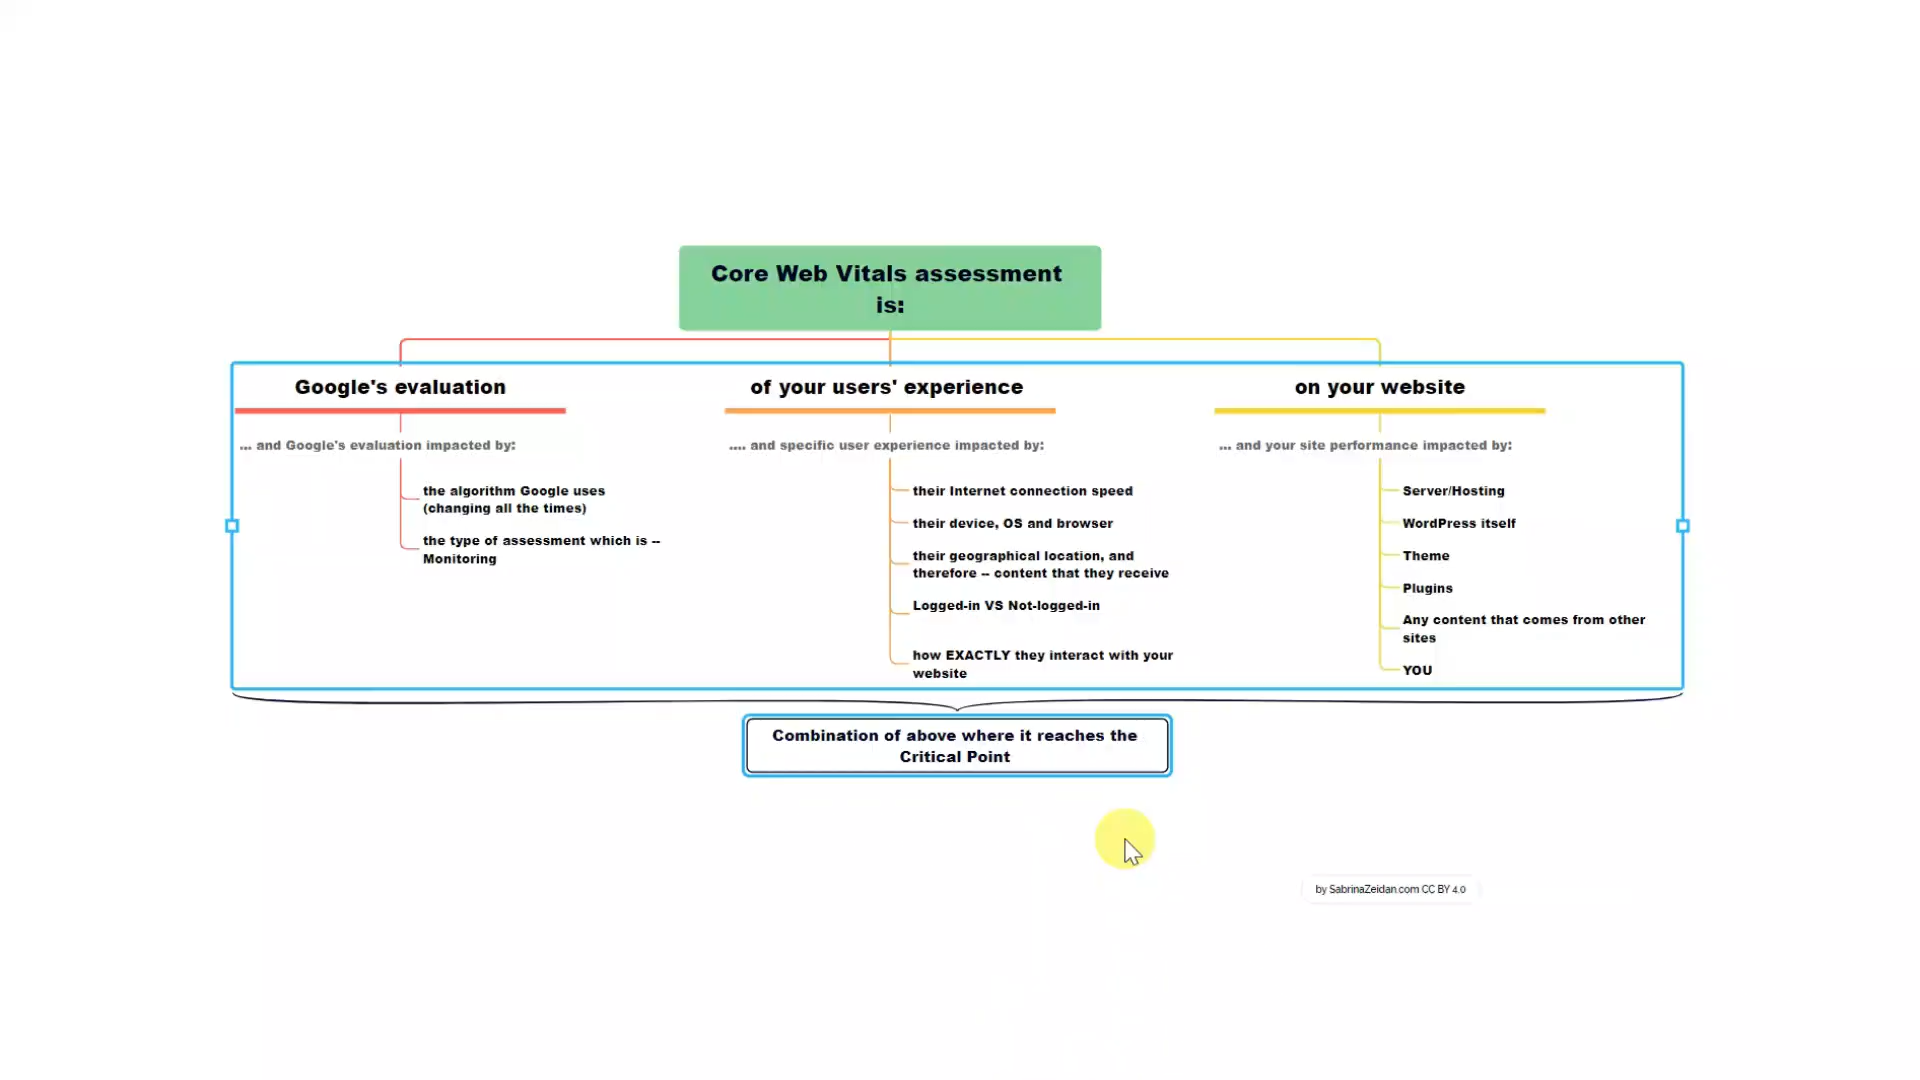 Core Web Vitals assessment
is:
Google's evaluation
... and Google's evaluation impacted by:
the algorithm Google uses
(changing all the times)
the type of assessment which is --
Monitoring
of your users' experience
.... and specific user experience impacted by:
their Internet connection speed
their device, OS and browser
their geographical location, and
therefore -- content that they receive
Logged-in VS Not-logged-in
how EXACTLY they interact with your
website
on your website
... and your site performance impacted by:
Server/Hosting
WordPress itself
Theme
Plugins
Any content that comes from other
sites
YOU
Combination of above where it reaches the
Critical Point
by SabrinaZeidan.com CC BY 4.0